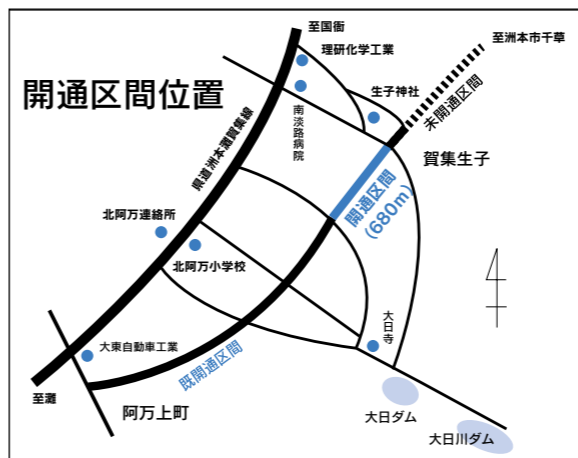 至国衙
理研化学工業
至洲本市千草
生子神社
未開通区間
開通区間位置
南淡路病院
県道洲本灘賀集線
賀集生子
開通区間
(680m)
北阿万連絡所
北阿万小学校
大日寺
大東自動車工業
既開通区間
至灘
阿万上町
大日ダム
大日川ダム